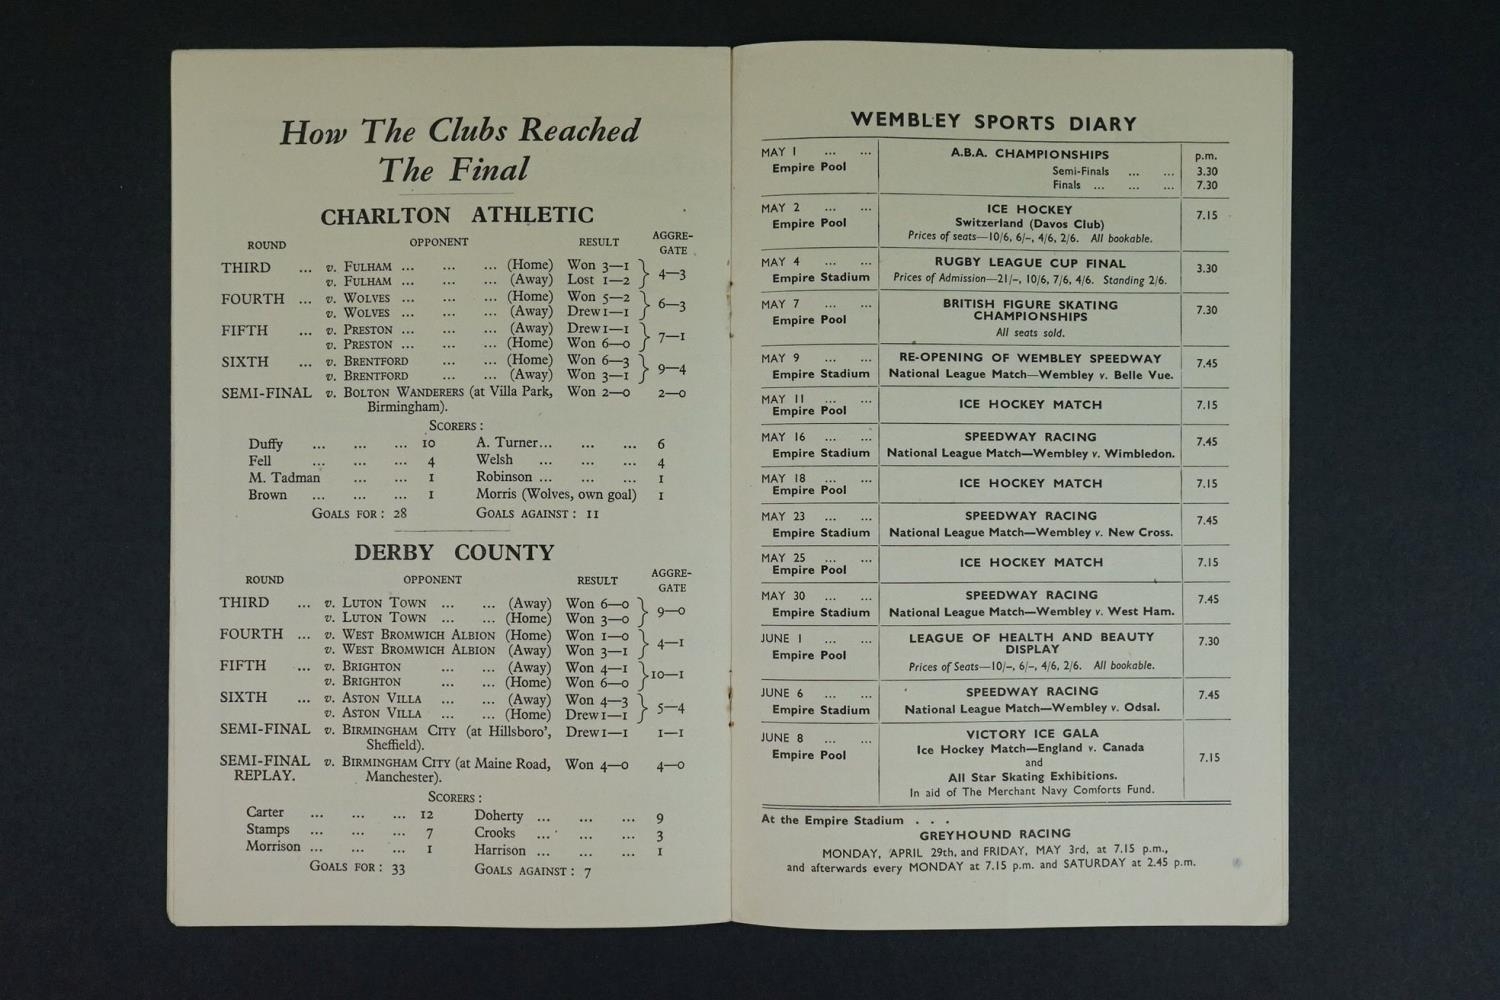 How The Clubs Reached
The Final
CHARLTON ATHLETIC
ROUND OPPONENT RESULT AGGRE-
GATE
THIRD ... v. FULHAM ... ... ... (Home) Won 3—1
v. FULHAM ... ... ... (Away) Lost 1—2 } 4—3
FOURTH ... v. WOLVES ... ... ... (Home) Won 5—2
v. WOLVES ... ... ... (Away) Drew 1—1 } 6—3
FIFTH ... v. PRESTON ... ... ... (Away) Drew 1—1
v. PRESTON ... ... ... (Home) Won 6—0 } 7—1
SIXTH ... v. BRENTFORD ... ... (Home) Won 6—3
v. BRENTFORD ... ... (Away) Won 3—1 } 9—4
SEMI-FINAL v. BOLTON WANDERERS (at Villa Park, Won 2—0 2—0
Birmingham).
SCORERS :
Duffy ... ... ... 10 A. Turner... ... ... 6
Fell ... ... ... 4 Welsh ... ... ... 4
M. Tadman ... ... 1 Robinson ... ... ... 1
Brown ... ... ... 1 Morris (Wolves, own goal) 1
GOALS FOR : 28 GOALS AGAINST : 11
DERBY COUNTY
ROUND OPPONENT RESULT AGGRE-
GATE
THIRD ... v. LUTON TOWN ... ... (Away) Won 6—0
v. LUTON TOWN ... ... (Home) Won 3—0 } 9—0
FOURTH ... v. WEST BROMWICH ALBION (Home) Won 1—0
v. WEST BROMWICH ALBION (Away) Won 3—1 } 4—1
FIFTH ... v. BRIGHTON ... ... (Away) Won 4—1
v. BRIGHTON ... ... (Home) Won 6—0 } 10—1
SIXTH ... v. ASTON VILLA ... ... (Away) Won 4—3
v. ASTON VILLA ... ... (Home) Drew 1—1 } 5—4
SEMI-FINAL v. BIRMINGHAM CITY (at Hillsboro', Drew 1—1 1—1
Sheffield).
SEMI-FINAL v. BIRMINGHAM CITY (at Maine Road, Won 4—0 4—0
REPLAY. Manchester).
SCORERS :
Carter ... ... ... 12 Doherty ... ... ... 9
Stamps ... ... ... 7 Crooks ... ... ... 3
Morrison ... ... ... 1 Harrison ... ... ... 1
GOALS FOR : 33 GOALS AGAINST : 7
WEMBLEY SPORTS DIARY
MAY 1 ... ... A.B.A. CHAMPIONSHIPS p.m.
Empire Pool Semi-Finals ... ... 3.30
Finals ... ... ... 7.30
MAY 2 ... ... ICE HOCKEY 7.15
Empire Pool Switzerland (Davos Club)
Prices of seats—10/6, 6/–, 4/6, 2/6. All bookable.
MAY 4 ... ... RUGBY LEAGUE CUP FINAL 3.30
Empire Stadium Prices of Admission—21/–, 10/6, 7/6, 4/6. Standing 2/6.
MAY 7 ... ... BRITISH FIGURE SKATING 7.30
Empire Pool CHAMPIONSHIPS
All seats sold.
MAY 9 ... ... RE-OPENING OF WEMBLEY SPEEDWAY 7.45
Empire Stadium National League Match—Wembley v. Belle Vue.
MAY 11 ... ... ICE HOCKEY MATCH 7.15
Empire Pool
MAY 16 ... ... SPEEDWAY RACING 7.45
Empire Stadium National League Match—Wembley v. Wimbledon.
MAY 18 ... ... ICE HOCKEY MATCH 7.15
Empire Pool
MAY 23 ... ... SPEEDWAY RACING 7.45
Empire Stadium National League Match—Wembley v. New Cross.
MAY 25 ... ... ICE HOCKEY MATCH 7.15
Empire Pool
MAY 30 ... ... SPEEDWAY RACING 7.45
Empire Stadium National League Match—Wembley v. West Ham.
JUNE 1 ... ... LEAGUE OF HEALTH AND BEAUTY 7.30
Empire Pool DISPLAY
Prices of Seats—10/–, 6/–, 4/6, 2/6. All bookable.
JUNE 6 ... ... SPEEDWAY RACING 7.45
Empire Stadium National League Match—Wembley v. Odsal.
JUNE 8 ... ... VICTORY ICE GALA
Empire Pool Ice Hockey Match—England v. Canada 7.15
and
All Star Skating Exhibitions.
In aid of The Merchant Navy Comforts Fund.
At the Empire Stadium . . .
GREYHOUND RACING
MONDAY, APRIL 29th, and FRIDAY, MAY 3rd, at 7.15 p.m.,
and afterwards every MONDAY at 7.15 p.m. and SATURDAY at 2.45 p.m.